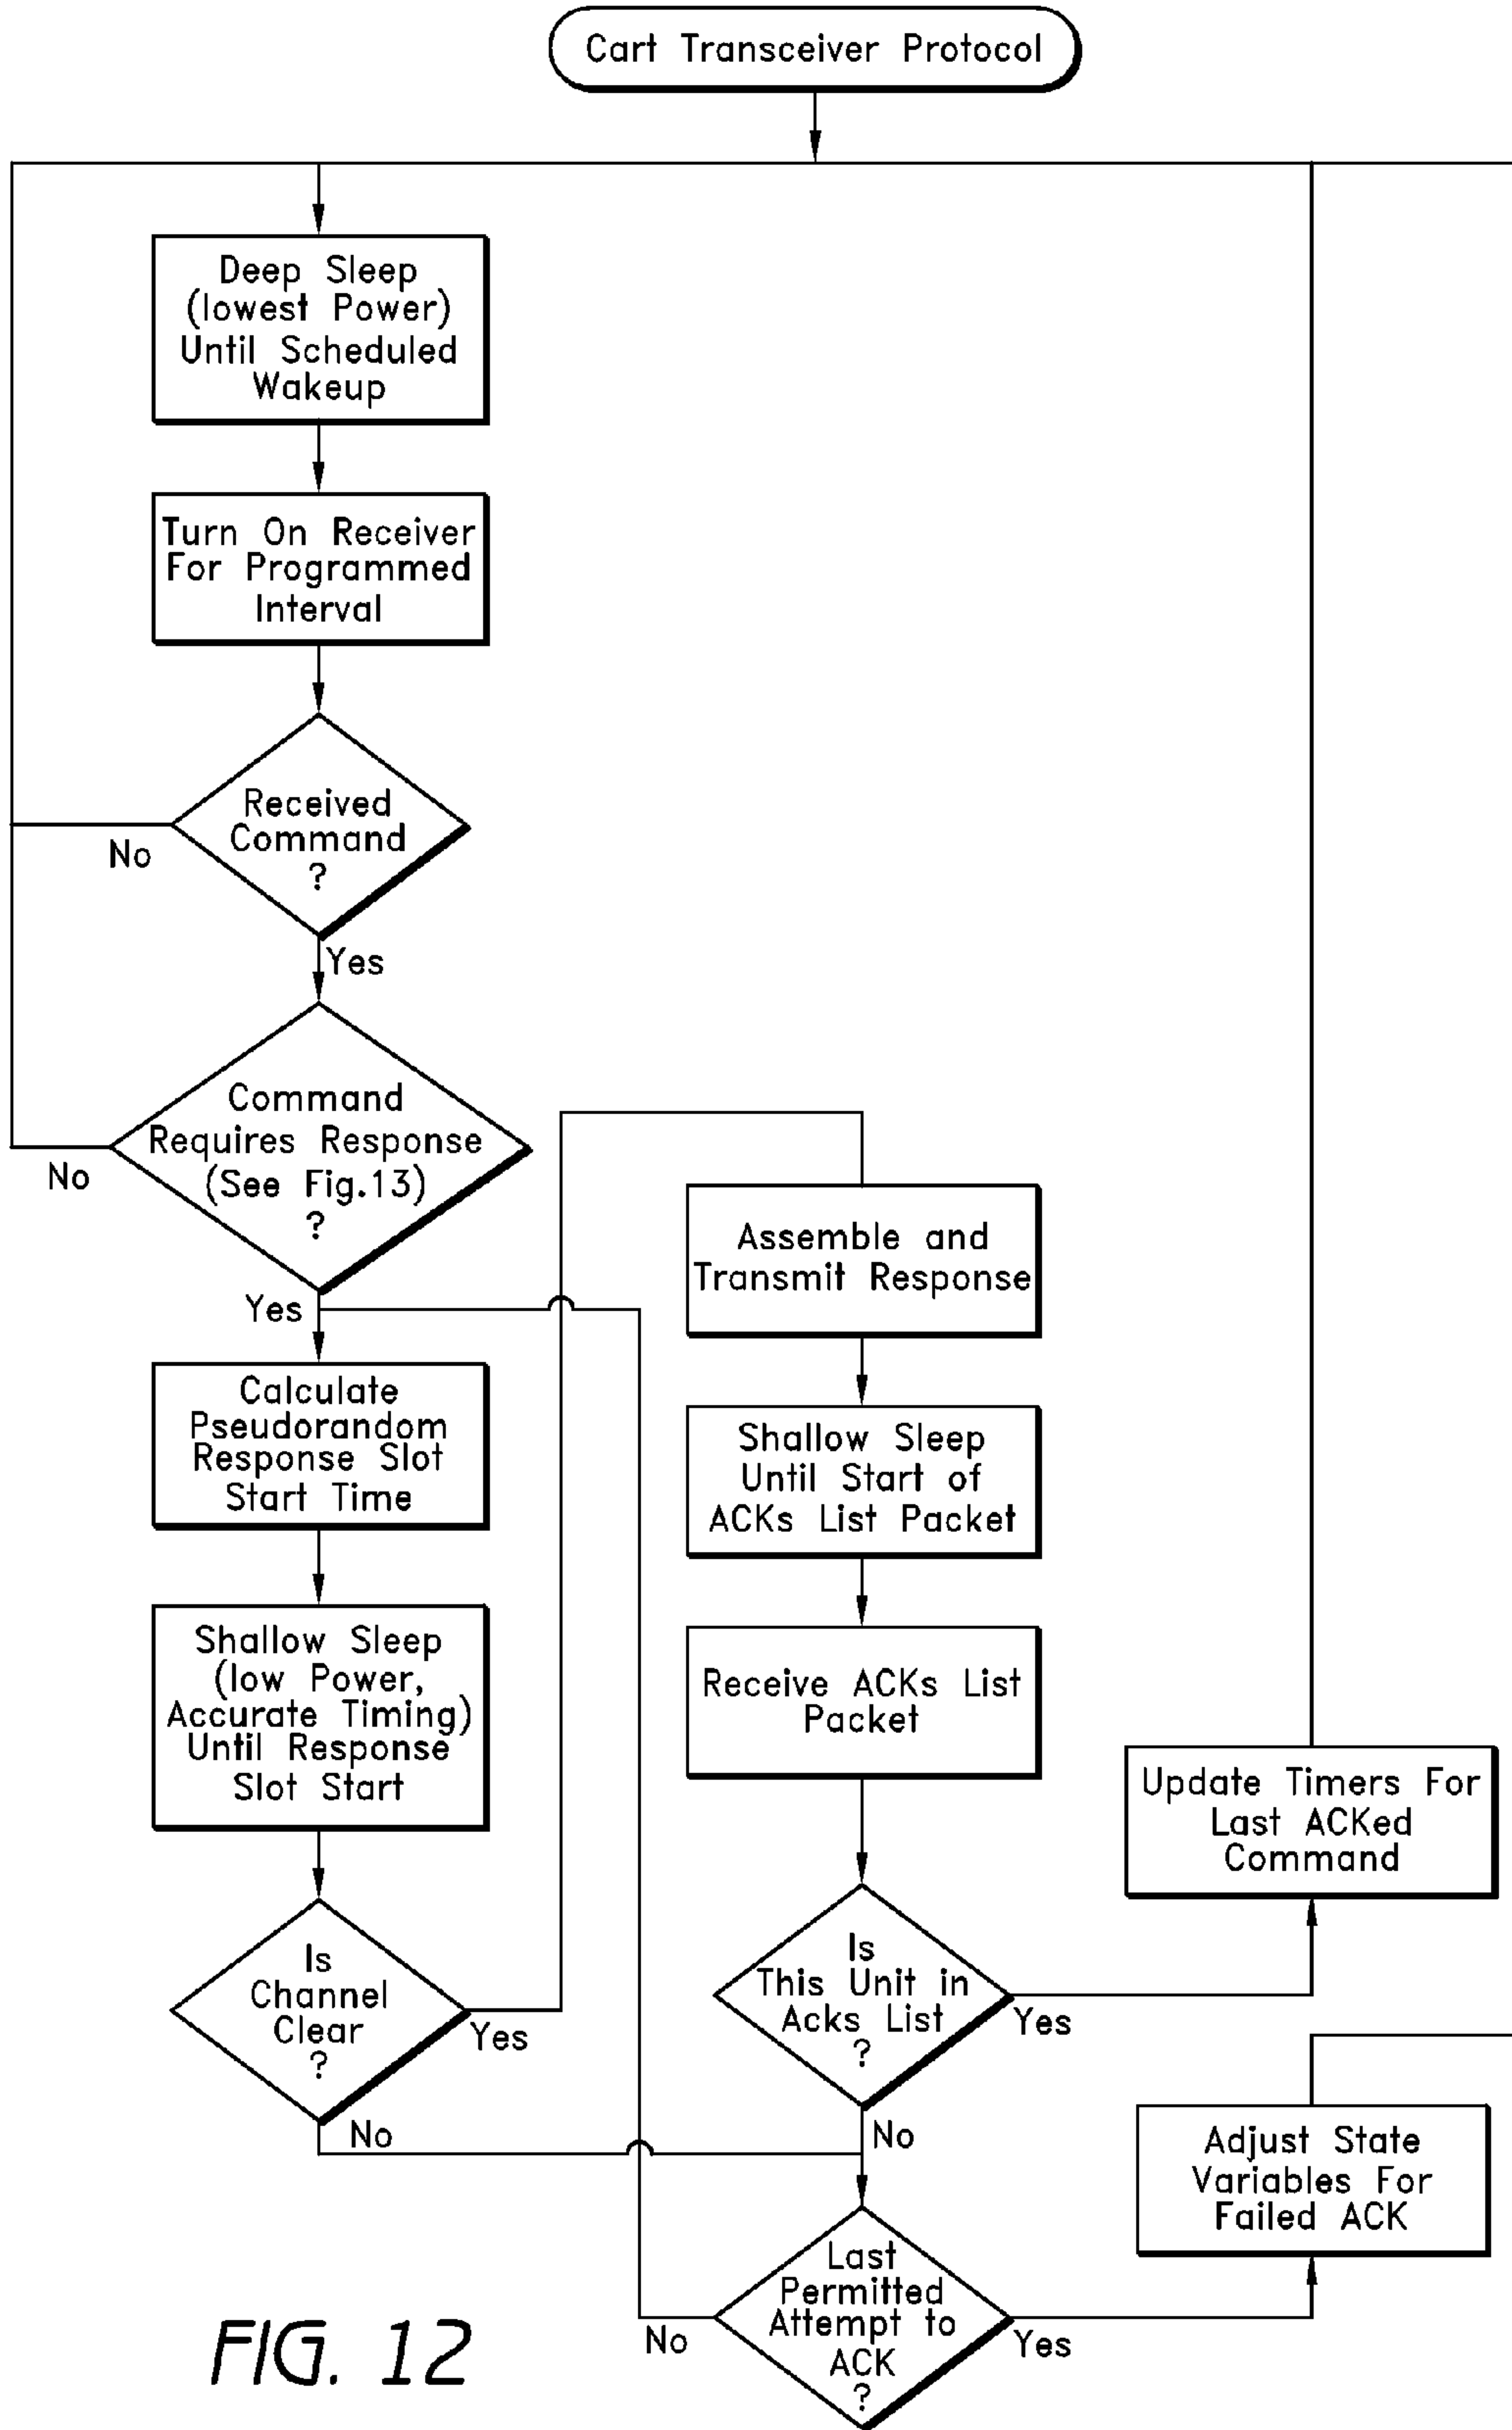 Cart Transceiver Protocol
Deep Sleep
(lowest Power)
Until Scheduled
Wakeup
Turn On Receiver
For Programmed
Interval
Received
Command
?
No
Yes
Command
Requires Response
(See Fig.13)
?
No
Yes
Calculate
Pseudorandom
Response Slot
Start Time
Shallow Sleep
(low Power,
Accurate Timing)
Until Response
Slot Start
Is
Channel
Clear
?
Yes
No
Assemble and
Transmit Response
Shallow Sleep
Until Start of
ACKs List Packet
Receive ACKs List
Packet
Is
This Unit in
Acks List
?
Yes
No
Update Timers For
Last ACKed
Command
Last
Permitted
Attempt to
ACK
?
No
Yes
Adjust State
Variables For
Failed ACK
FIG. 12